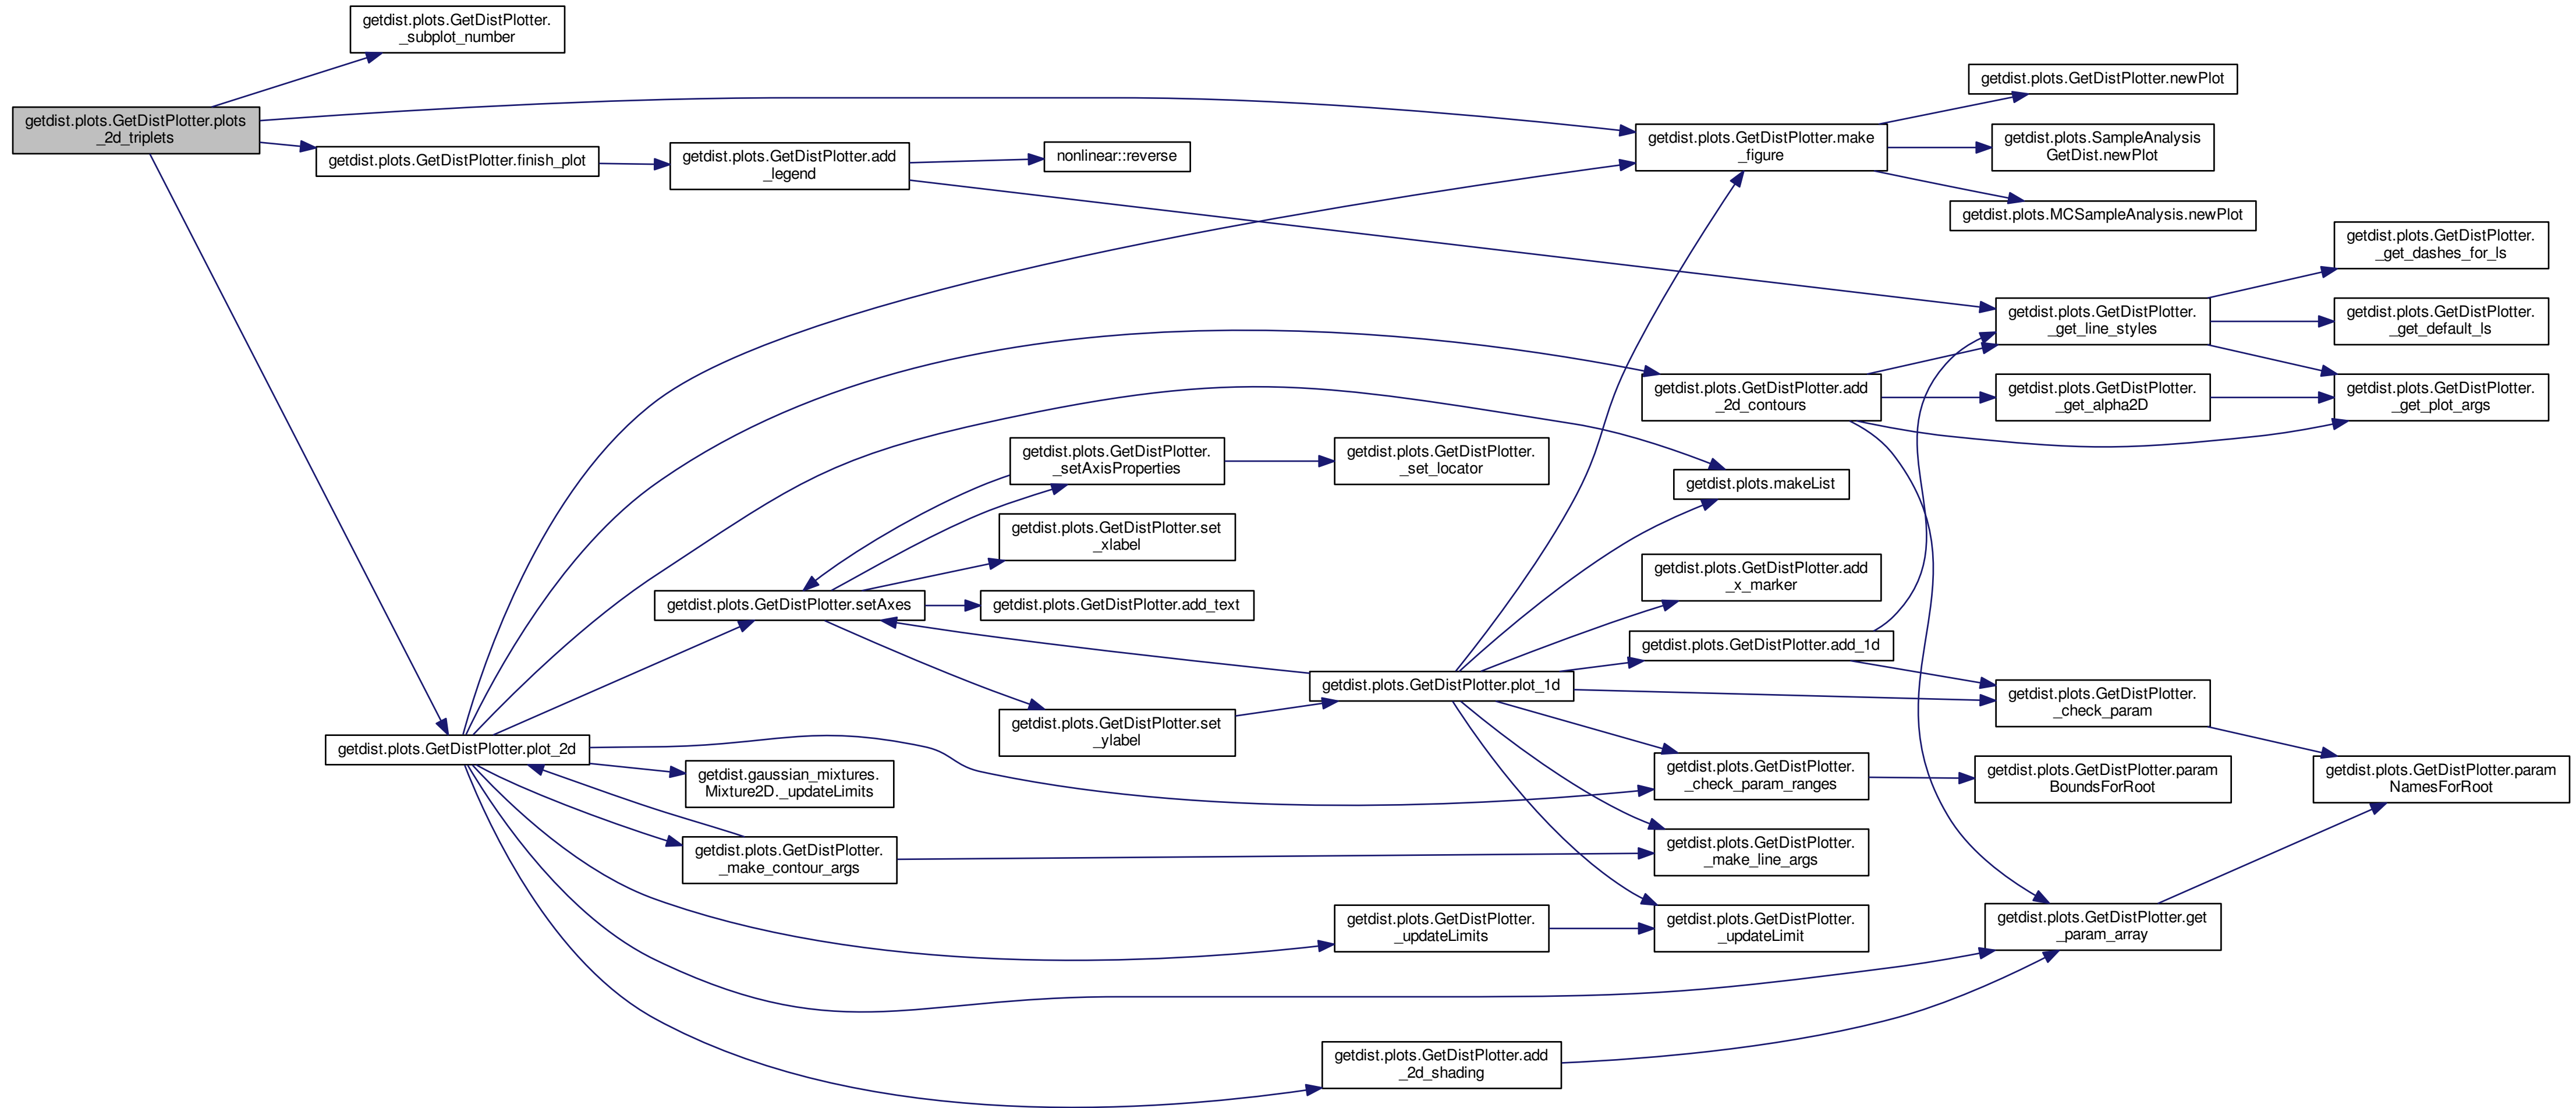 getdist.plots.GetDistPlotter.
_subplot_number
getdist.plots.GetDistPlotter.plots
_2d_triplets
getdist.plots.GetDistPlotter.finish_plot
getdist.plots.GetDistPlotter.add
_legend
nonlinear::reverse
getdist.plots.GetDistPlotter.make
_figure
getdist.plots.GetDistPlotter.newPlot
getdist.plots.SampleAnalysis
GetDist.newPlot
getdist.plots.MCSampleAnalysis.newPlot
getdist.plots.GetDistPlotter.
_get_dashes_for_ls
getdist.plots.GetDistPlotter.
_get_line_styles
getdist.plots.GetDistPlotter.
_get_default_ls
getdist.plots.GetDistPlotter.add
_2d_contours
getdist.plots.GetDistPlotter.
_get_alpha2D
getdist.plots.GetDistPlotter.
_get_plot_args
getdist.plots.GetDistPlotter.
_setAxisProperties
getdist.plots.GetDistPlotter.
_set_locator
getdist.plots.makeList
getdist.plots.GetDistPlotter.set
_xlabel
getdist.plots.GetDistPlotter.add
_x_marker
getdist.plots.GetDistPlotter.setAxes
getdist.plots.GetDistPlotter.add_text
getdist.plots.GetDistPlotter.add_1d
getdist.plots.GetDistPlotter.plot_1d
getdist.plots.GetDistPlotter.
_check_param
getdist.plots.GetDistPlotter.set
_ylabel
getdist.plots.GetDistPlotter.plot_2d
getdist.gaussian_mixtures.
Mixture2D._updateLimits
getdist.plots.GetDistPlotter.
_check_param_ranges
getdist.plots.GetDistPlotter.param
BoundsForRoot
getdist.plots.GetDistPlotter.param
NamesForRoot
getdist.plots.GetDistPlotter.
_make_contour_args
getdist.plots.GetDistPlotter.
_make_line_args
getdist.plots.GetDistPlotter.
_updateLimits
getdist.plots.GetDistPlotter.
_updateLimit
getdist.plots.GetDistPlotter.get
_param_array
getdist.plots.GetDistPlotter.add
_2d_shading